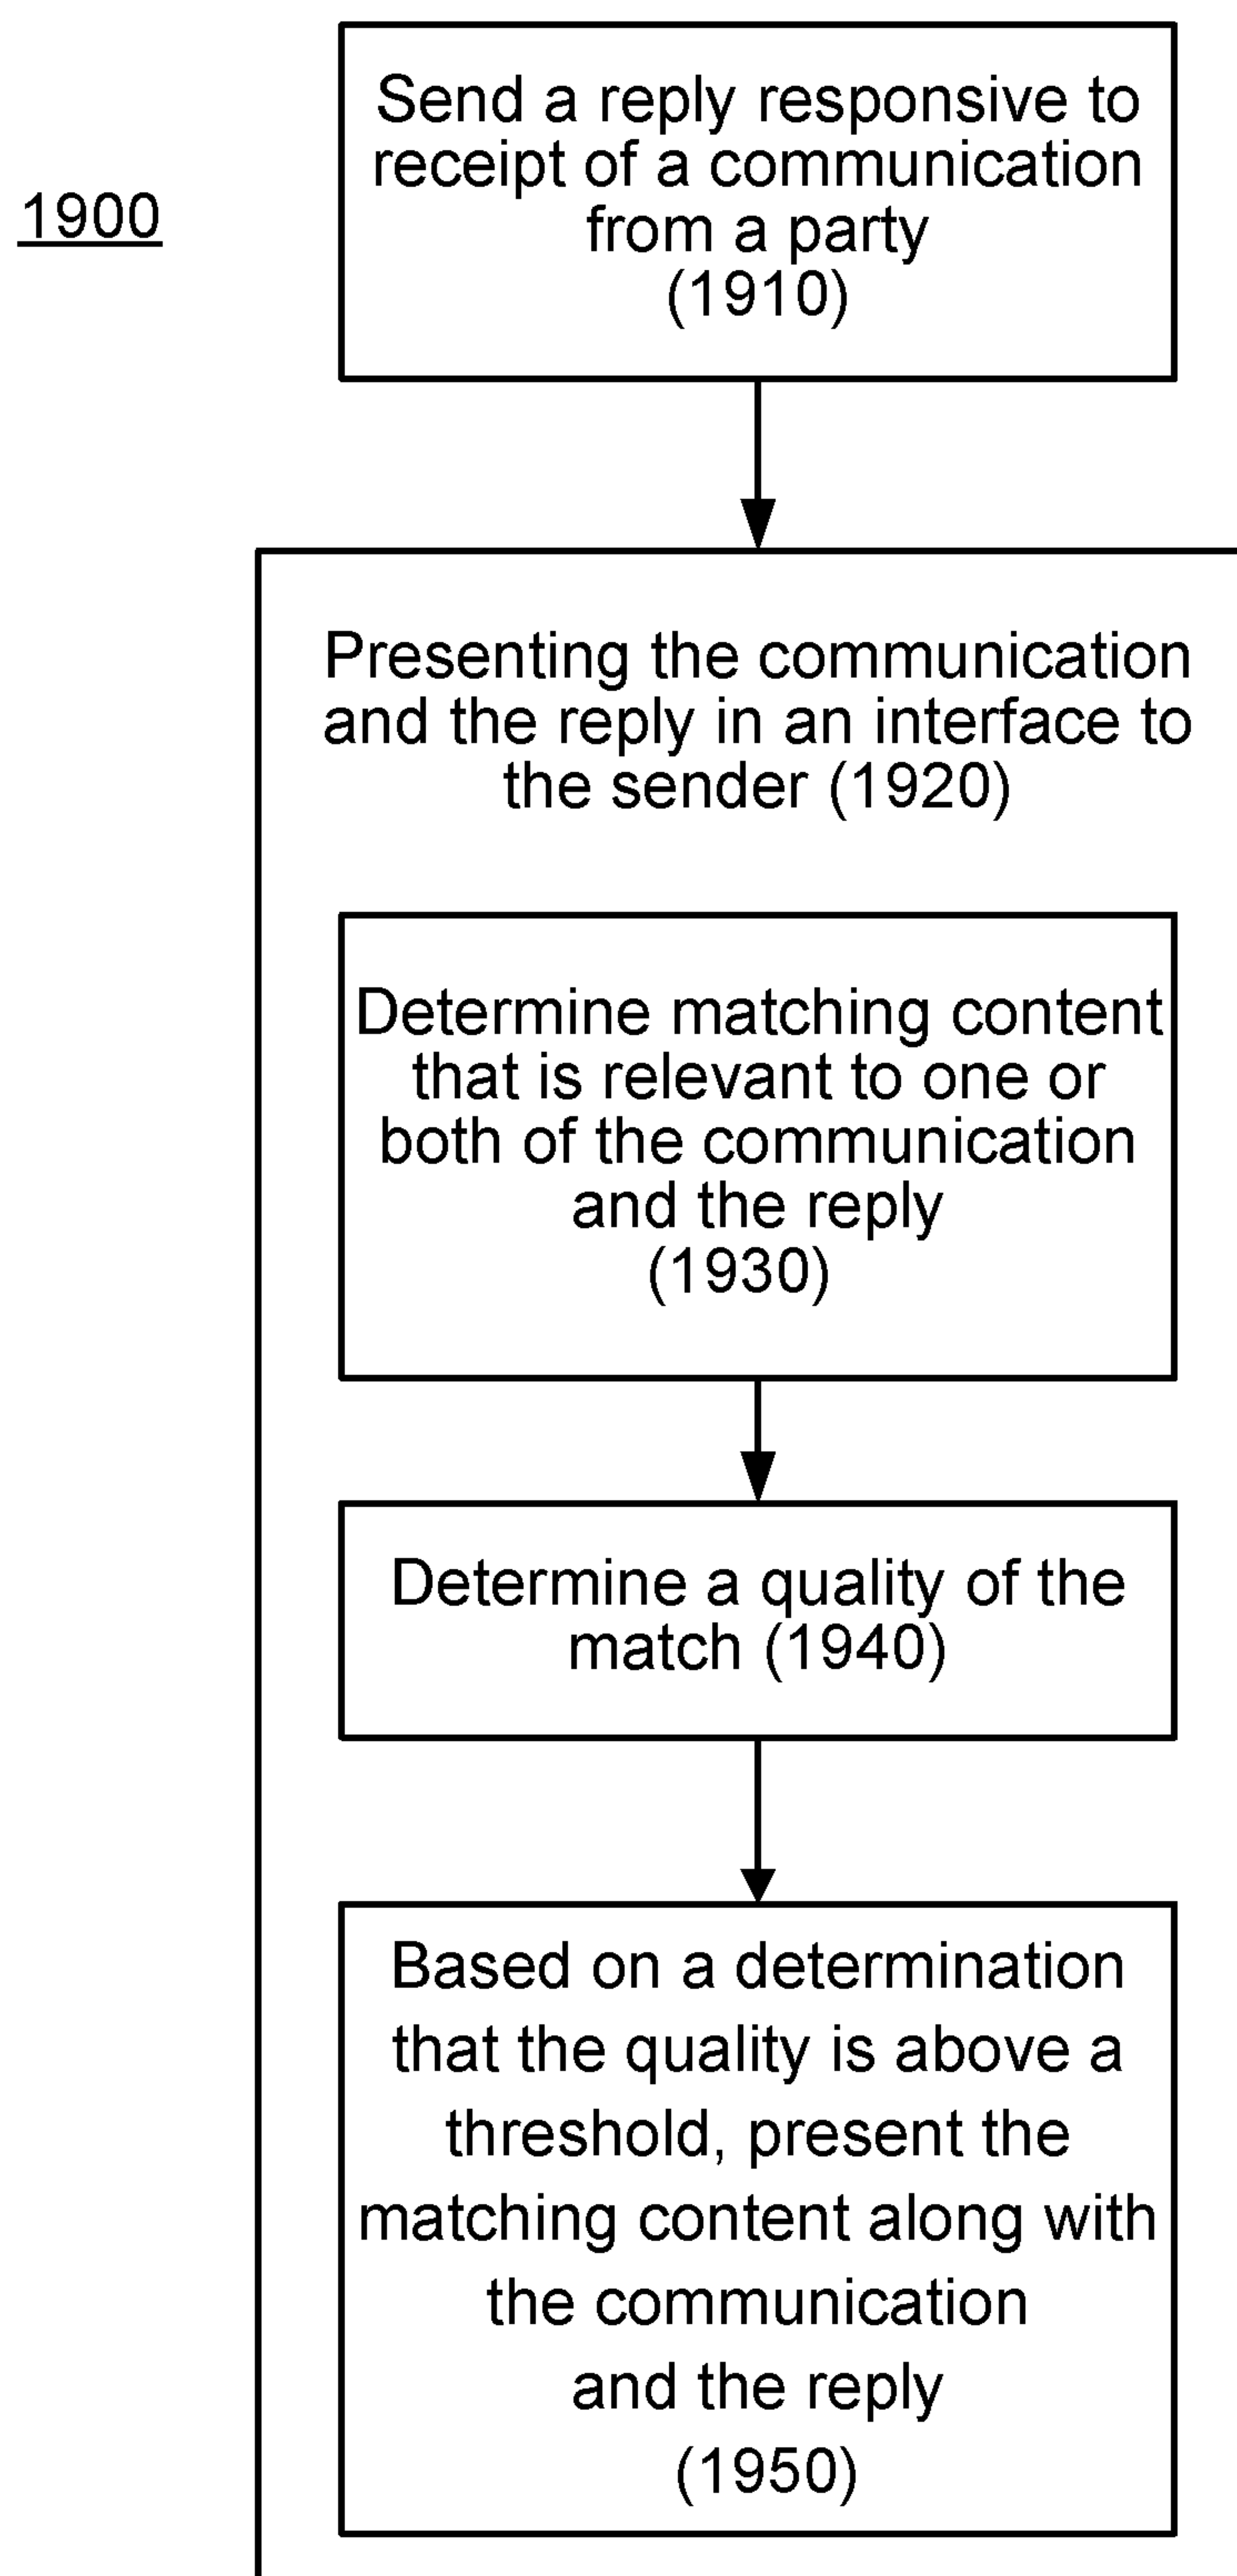 Send a reply responsive to
receipt of a communication
from a party
(1910)
1900
Presenting the communication
and the reply in an interface to
the sender (1920)
Determine matching content
that is relevant to one or
both of the communication
and the reply
(1930)
Determine a quality of the
match (1940)
Based on a determination
that the quality is above a
threshold, present the
matching content along with
the communication
and the reply
(1950)